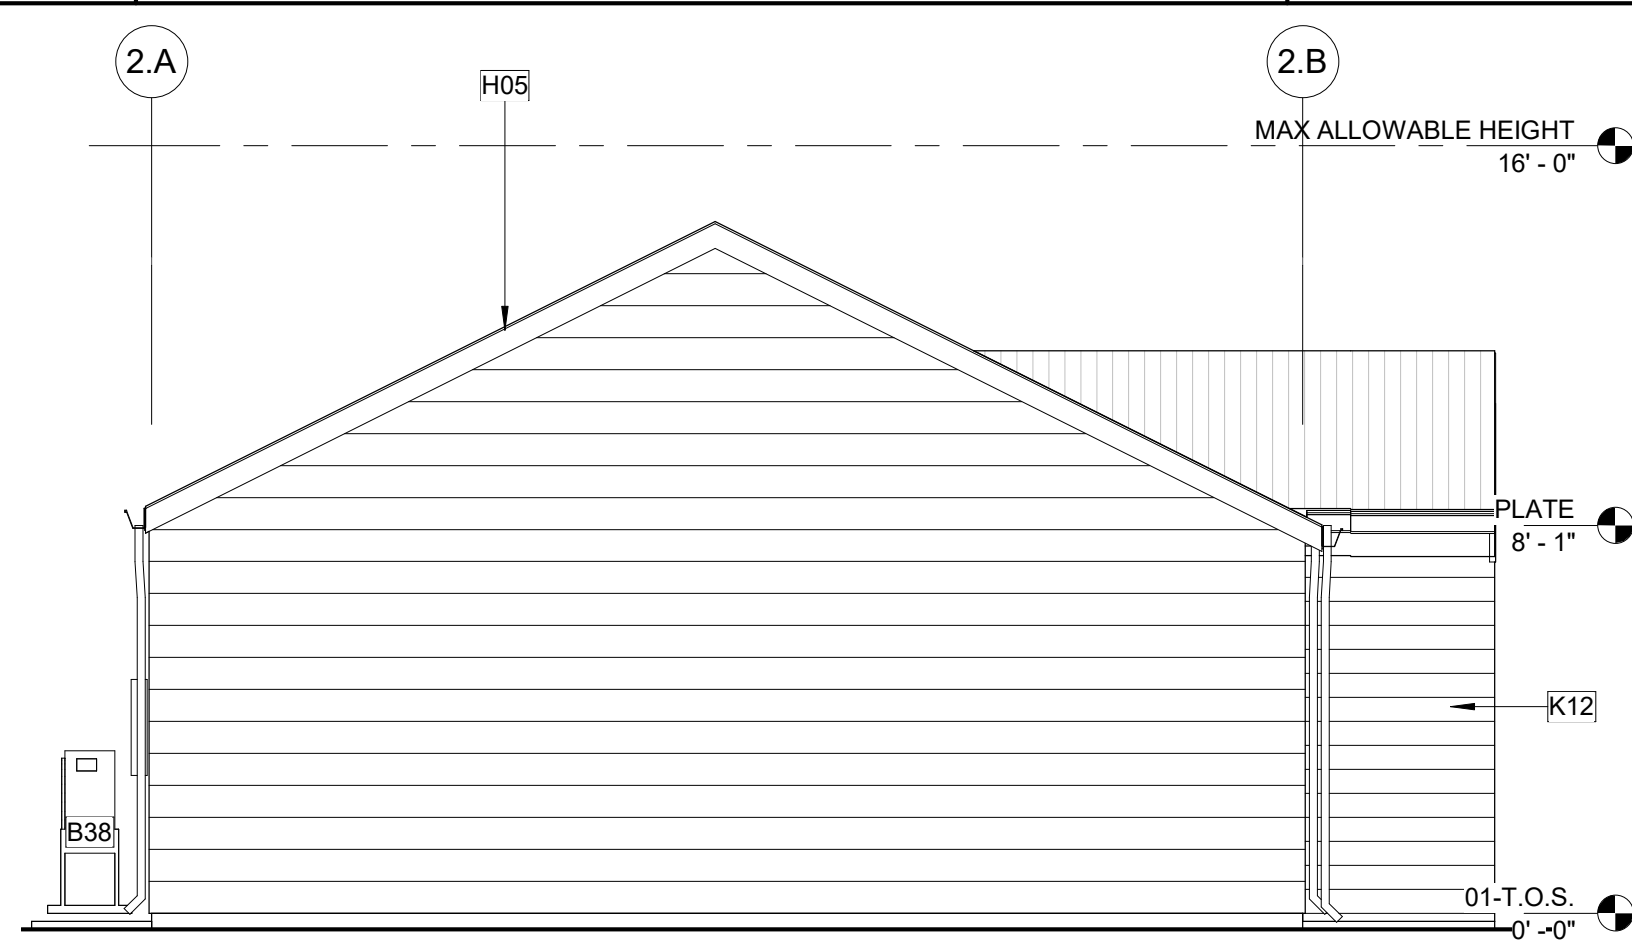 2.A
2.B
H05
MAX ALLOWABLE HEIGHT
16' - 0"
PLATE
8' - 1"
K12
B38
01-T.O.S.
0' - 0"